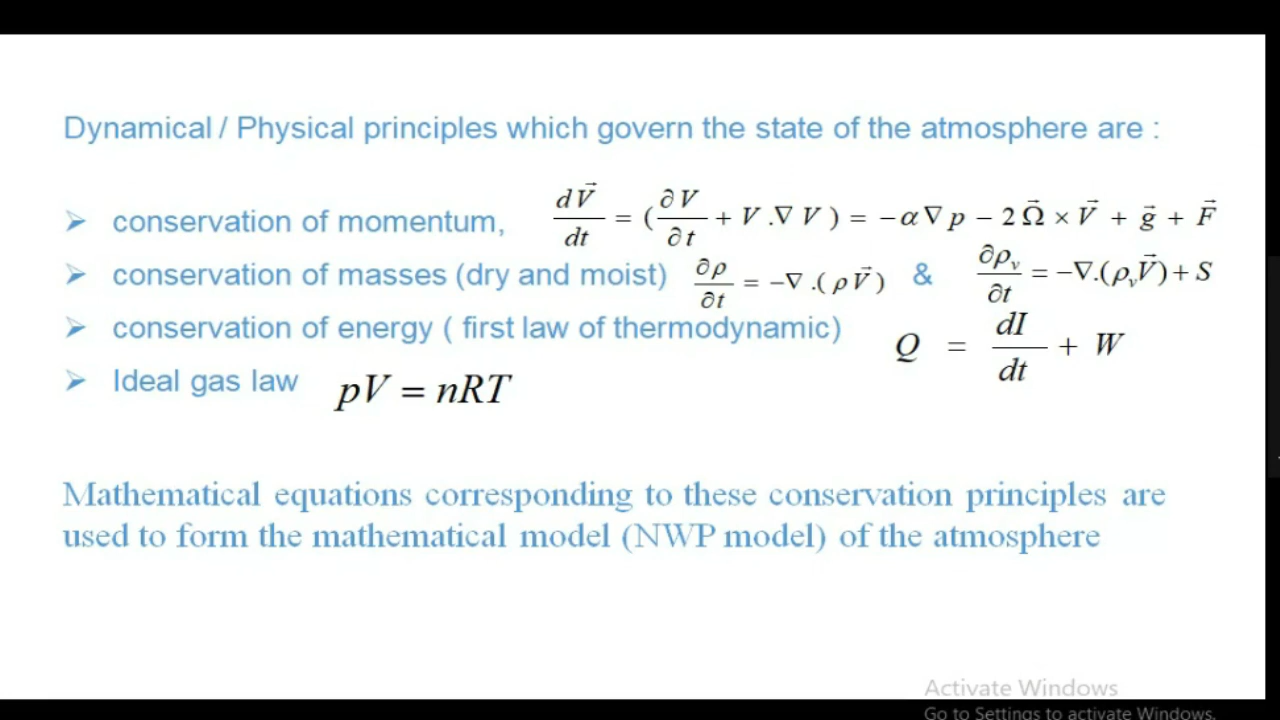 Dynamical / Physical principles which govern the state of the atmosphere are :
➢ conservation of momentum, dV⃗/dt = (∂V/∂t + V .∇ V ) = −α∇p − 2Ω⃗ × V⃗ + g⃗ + F⃗
➢ conservation of masses (dry and moist) ∂ρ/∂t = −∇ .( ρV⃗ ) & ∂ρᵥ/∂t = −∇.(ρᵥV⃗) + S
➢ conservation of energy ( first law of thermodynamic) Q = dI/dt + W
➢ Ideal gas law pV = nRT
Mathematical equations corresponding to these conservation principles are
used to form the mathematical model (NWP model) of the atmosphere
Activate Windows
Go to Settings to activate Windows.